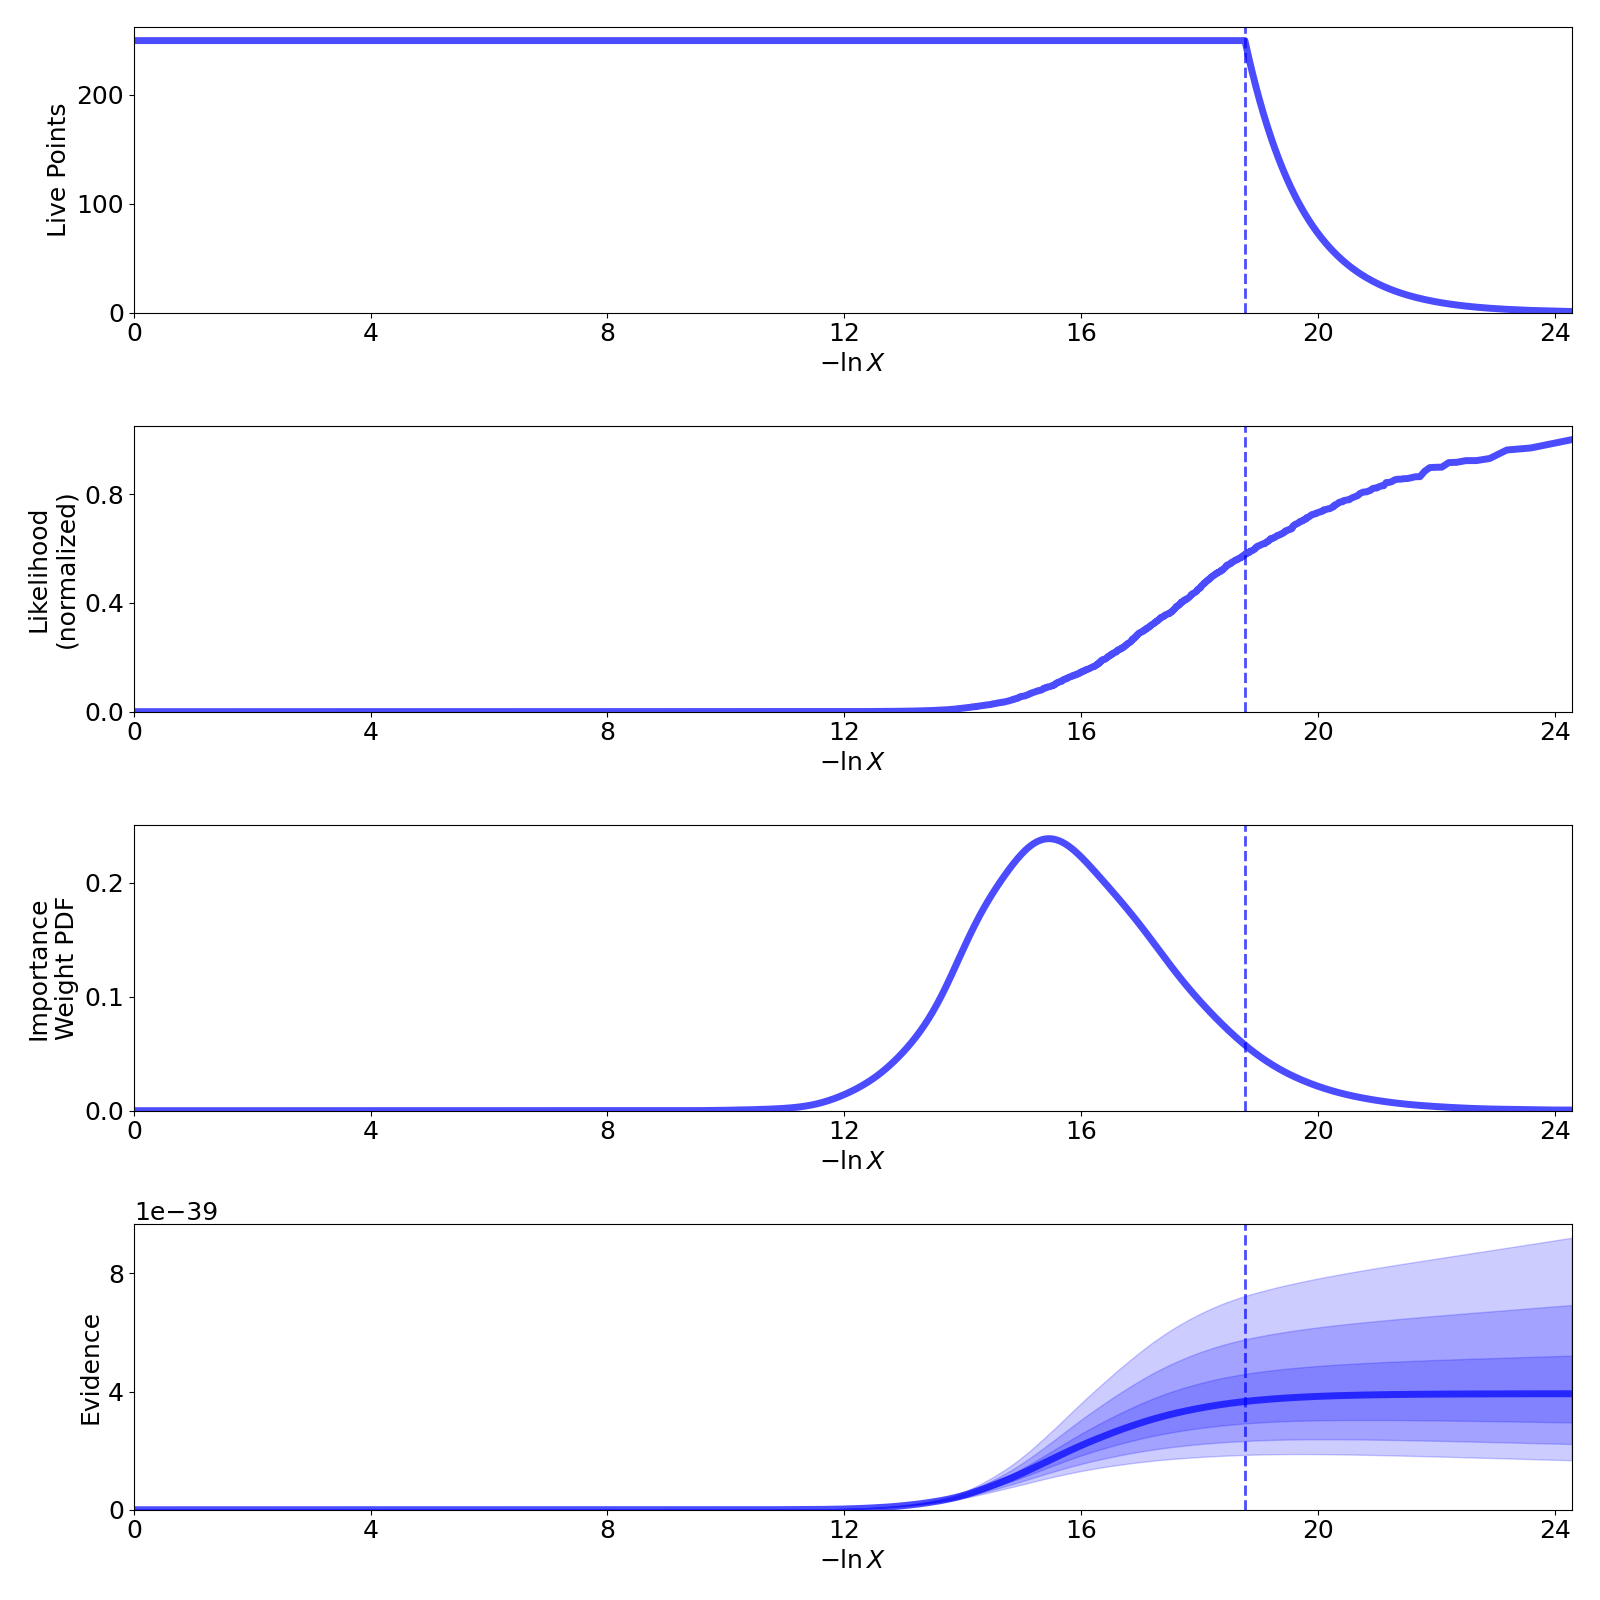 200
100
0
Live Points
0 4 8 12 16 20 24
−ln X
0.8
0.4
0.0
Likelihood
(normalized)
0 4 8 12 16 20 24
−ln X
0.2
0.1
0.0
Importance
Weight PDF
0 4 8 12 16 20 24
−ln X
1e−39
8
4
0
Evidence
0 4 8 12 16 20 24
−ln X